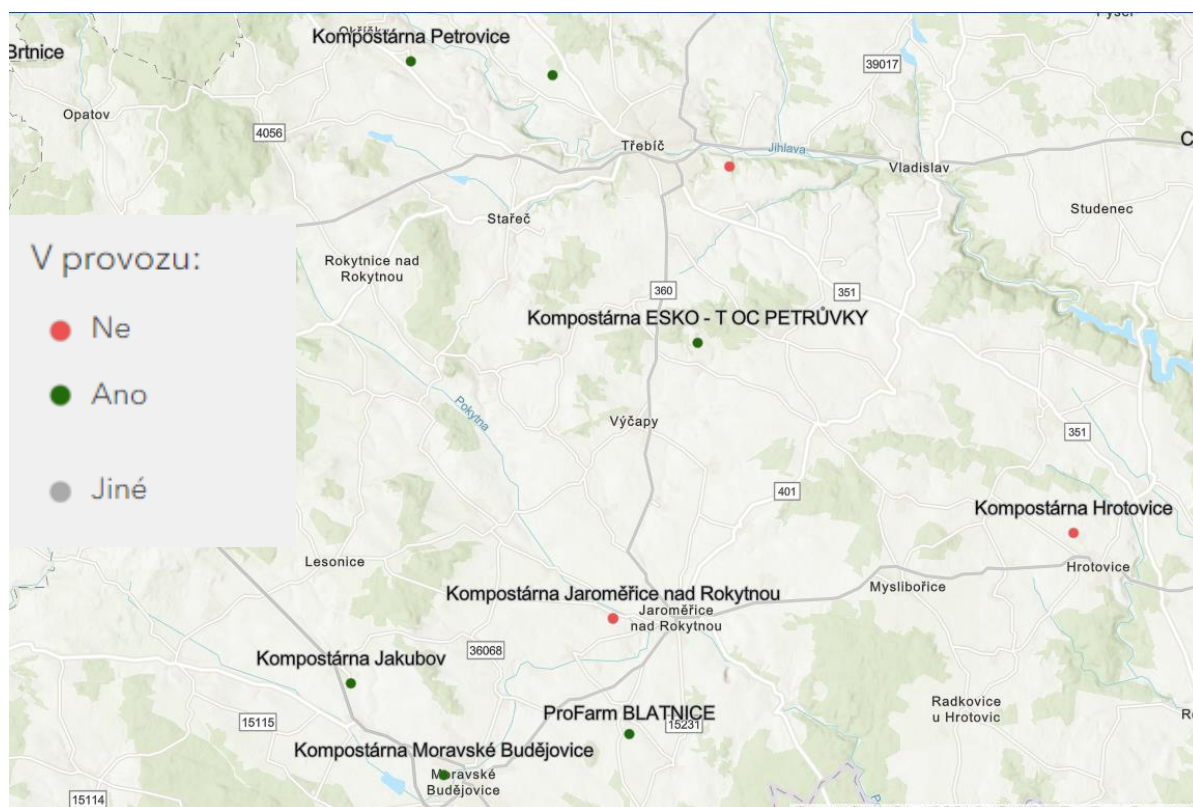 Kompostárna Petrovice
Brtnice
39017
Opatov
4056
Třebíč
Jihlava
Vladislav
Stařeč
Studenec
V provozu:
Rokytnice nad
Rokytnou
360
351
Kompostárna ESKO - T OC PETRŮVKY
Ne
Ano
Rokytna
Výčapy
351
Jiné
401
Kompostárna Hrotovice
Lesonice
Hrotovice
Myslibořice
Kompostárna Jaroměřice nad Rokytnou
Jaroměřice
nad Rokytnou
36068
Kompostárna Jakubov
Radkovice
u Hrotovic
ProFarm BLATNICE
15115
15231
Kompostárna Moravské Budějovice
Moravské
Budějovice
15114